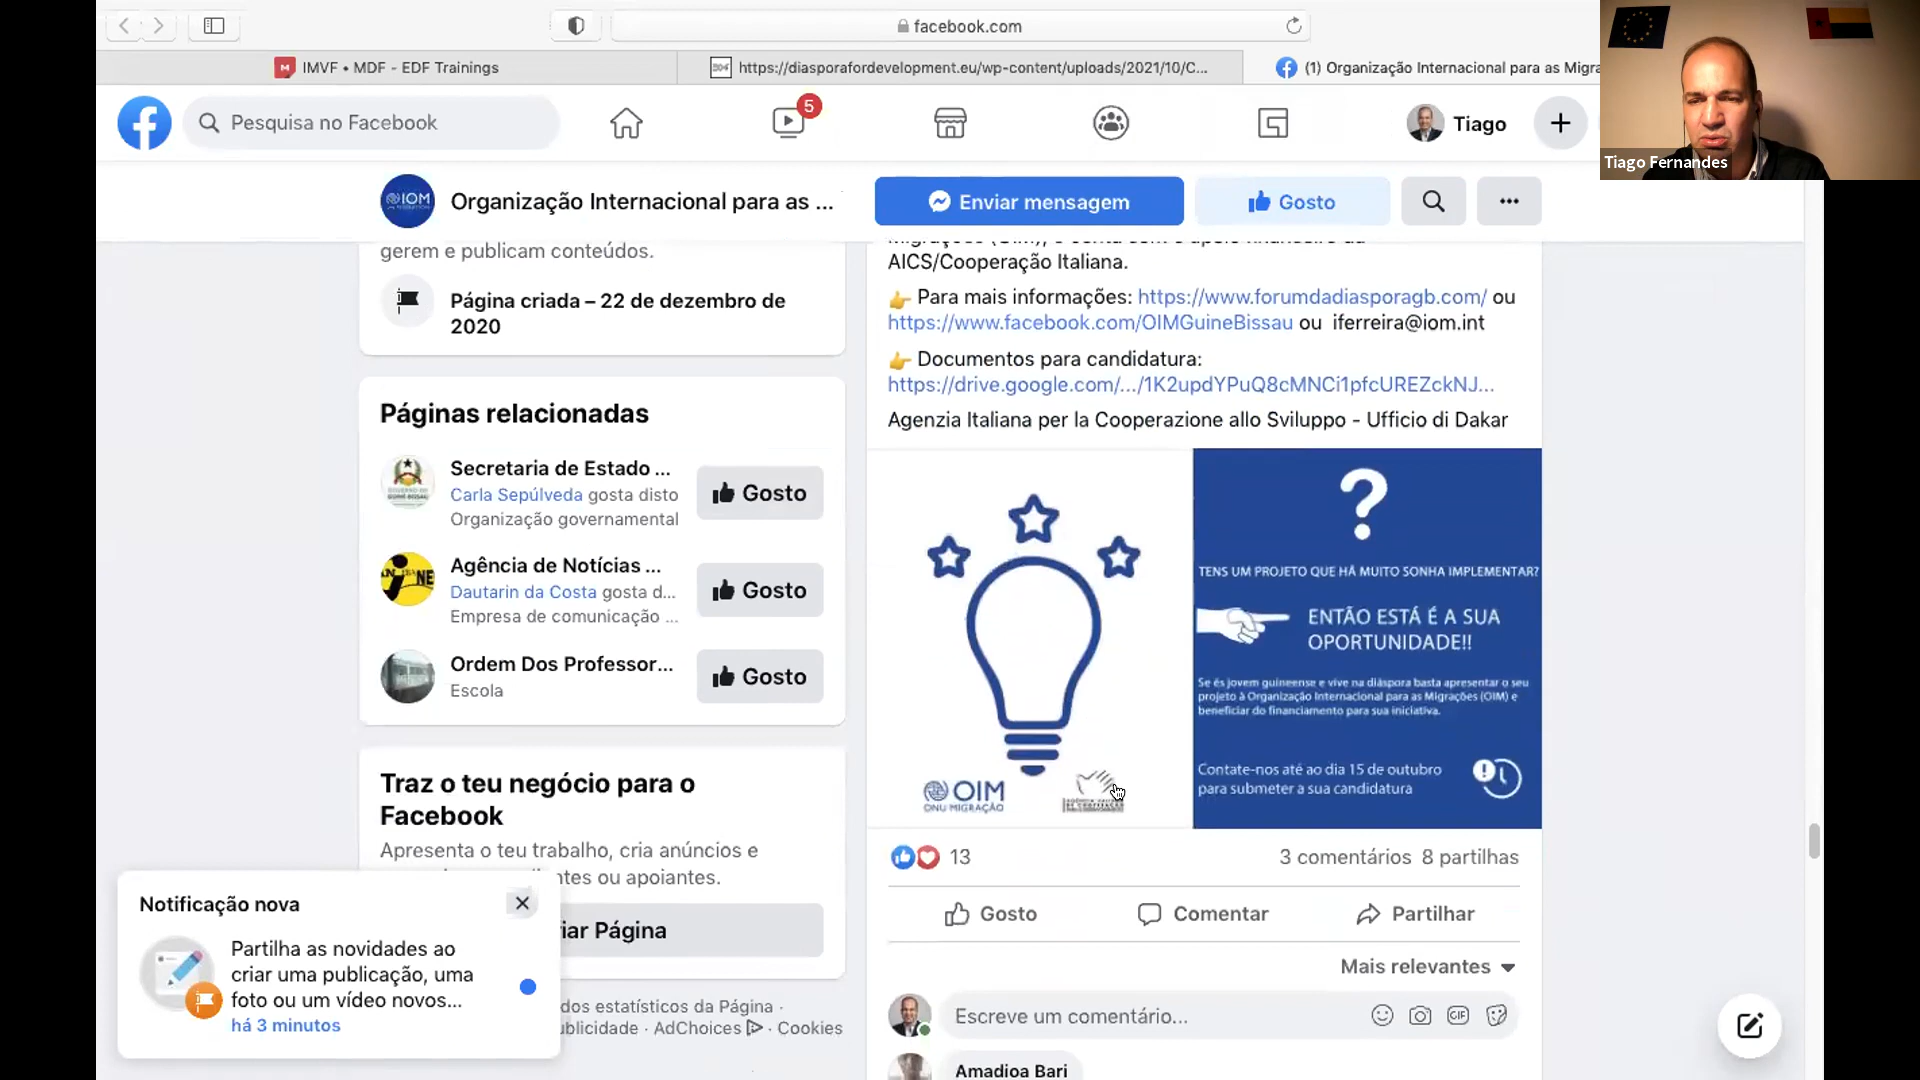 facebook.com
IMVF • MDF - EDF Trainings
https://diasporafordevelopment.eu/wp-content/uploads/2021/10/C...
(1) Organização Internacional para as Migra
Pesquisa no Facebook
5
Tiago
Tiago Fernandes
IOM
Organização Internacional para as ...
Enviar mensagem
Gosto
gerem e publicam conteúdos.
Página criada – 22 de dezembro de
2020
Páginas relacionadas
Secretaria de Estado ...
Carla Sepúlveda gosta disto
Organização governamental
Gosto
Agência de Notícias ...
Dautarin da Costa gosta d...
Empresa de comunicação ...
Gosto
Ordem Dos Professor...
Escola
Gosto
Traz o teu negócio para o
Facebook
Apresenta o teu trabalho, cria anúncios e
ntes ou apoiantes.
iar Página
dos estatísticos da Página ·
ublicidade · AdChoices · Cookies
Notificação nova
Partilha as novidades ao
criar uma publicação, uma
foto ou um vídeo novos...
há 3 minutos
AICS/Cooperação Italiana.
Para mais informações: https://www.forumdadiasporagb.com/ ou
https://www.facebook.com/OIMGuineBissau ou iferreira@iom.int
Documentos para candidatura:
https://drive.google.com/.../1K2updYPuQ8cMNCi1pfcUREZckNJ...
Agenzia Italiana per la Cooperazione allo Sviluppo - Ufficio di Dakar
OIM
ONU MIGRAÇÃO
?
TENS UM PROJETO QUE HÁ MUITO SONHA IMPLEMENTAR?
ENTÃO ESTÁ É A SUA
OPORTUNIDADE!!
Se és jovem guineense e vive na diáspora basta apresentar o seu
projeto à Organização Internacional para as Migrações (OIM) e
beneficiar do financiamento para sua iniciativa.
Contate-nos até ao dia 15 de outubro
para submeter a sua candidatura
13
3 comentários 8 partilhas
Gosto
Comentar
Partilhar
Mais relevantes
Escreve um comentário...
GIF
Amadioa Bari